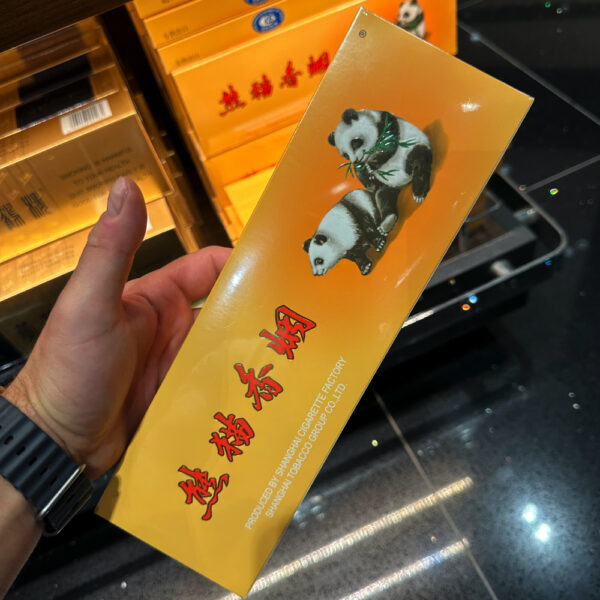 熊猫香烟
®
熊猫香烟
PRODUCED BY SHANGHAI CIGARETTE FACTORY
SHANGHAI TOBACCO GROUP CO.,LTD.